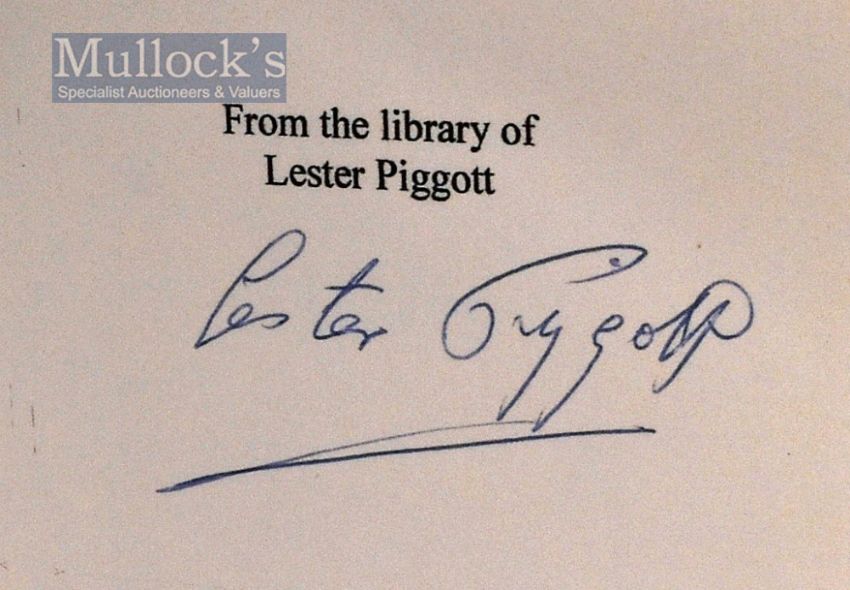 Mullock's
Specialist Auctioneers & Valuers
From the library of
Lester Piggott
Lester Piggott